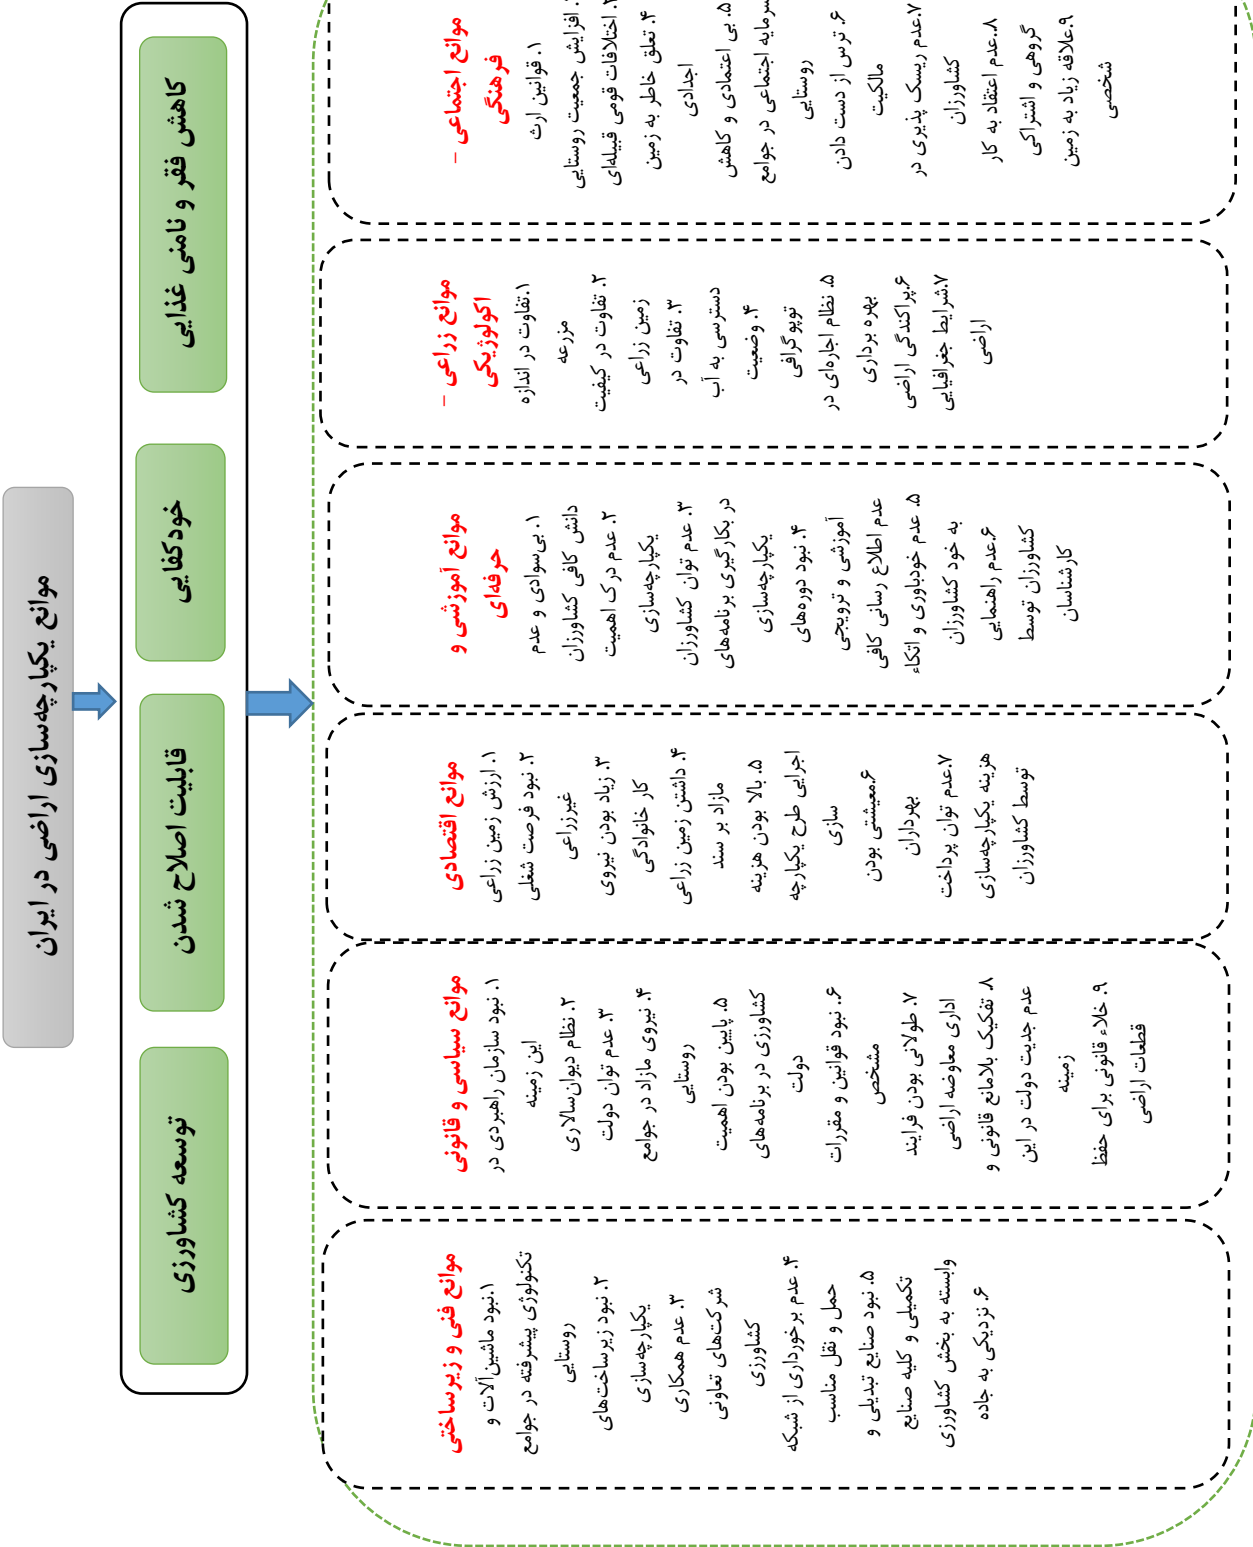 موانع یکپارچه‌سازی اراضی در ایران
کاهش فقر و نامنی غذایی
خودکفایی
قابلیت اصلاح شدن
توسعه کشاورزی
موانع اجتماعی –
فرهنگی
۱. قوانین ارث
افزایش جمعیت روستایی
۳. اختلافات قومی قبیله‌ای
۴. تعلق خاطر به زمین
اجدادی
۵. بی اعتمادی و کاهش
سرمایه اجتماعی در جوامع
روستایی
۶. ترس از دست دادن
مالکیت
۷.عدم ریسک پذیری در
کشاورزان
۸.عدم اعتقاد به کار
گروهی و اشتراکی
۹.علاقه زیاد به زمین
شخصی
موانع زراعی –
اکولوژیکی
۱.تفاوت در اندازه
مزرعه
۲. تفاوت در کیفیت
زمین زراعی
۳. تفاوت در
دسترسی به آب
۴. وضعیت
توپوگرافی
۵. نظام اجاره‌ای در
بهره برداری
۶.پراکندگی اراضی
۷.شرایط جغرافیایی
اراضی
موانع آموزشی و
حرفه‌ای
۱. بی‌سوادی و عدم
دانش کافی کشاورزان
۲. عدم درک اهمیت
یکپارچه‌سازی
۳. عدم توان کشاورزان
در بکارگیری برنامه‌های
یکپارچه‌سازی
۴. نبود دوره‌های
آموزشی و ترویجی
عدم اطلاع رسانی کافی
۵. عدم خودباوری و اتکاء
به خود کشاورزان
۶.عدم راهنمایی
کشاورزان توسط
کارشناسان
موانع اقتصادی
۱. ارزش زمین زراعی
۲. نبود فرصت شغلی
غیرزراعی
۳. زیاد بودن نیروی
کار خانوادگی
۴. داشتن زمین زراعی
مازاد بر سند
۵. بالا بودن هزینه
اجرایی طرح یکپارچه
سازی
۶.معیشتی بودن
بهرداران
۷.عدم توان پرداخت
هزینه یکپارچه‌سازی
توسط کشاورزان
موانع سیاسی و قانونی
۱. نبود سازمان راهبردی در
این زمینه
۲. نظام دیوان‌سالاری
۳. عدم توان دولت
۴. نیروی مازاد در جوامع
روستایی
۵. پایین بودن اهمیت
کشاورزی در برنامه‌های
دولت
۶. نبود قوانین و مقررات
مشخص
۷. طولانی بودن فرایند
اداری معاوضه اراضی
۸. تفکیک بلامانع قانونی و
عدم جدیت دولت در این
زمینه
۹. خلاء قانونی برای حفظ
قطعات اراضی
موانع فنی و زیرساختی
۱.نبود ماشین‌آلات و
تکنولوژی پیشرفته در جوامع
روستایی
۲. نبود زیرساخت‌های
یکپارچه‌سازی
۳. عدم همکاری
شرکت‌های تعاونی
کشاورزی
۴. عدم برخورداری از شبکه
حمل و نقل مناسب
۵. نبود صنایع تبدیلی و
تکمیلی و کلیه صنایع
وابسته به بخش کشاورزی
۶. نزدیکی به جاده